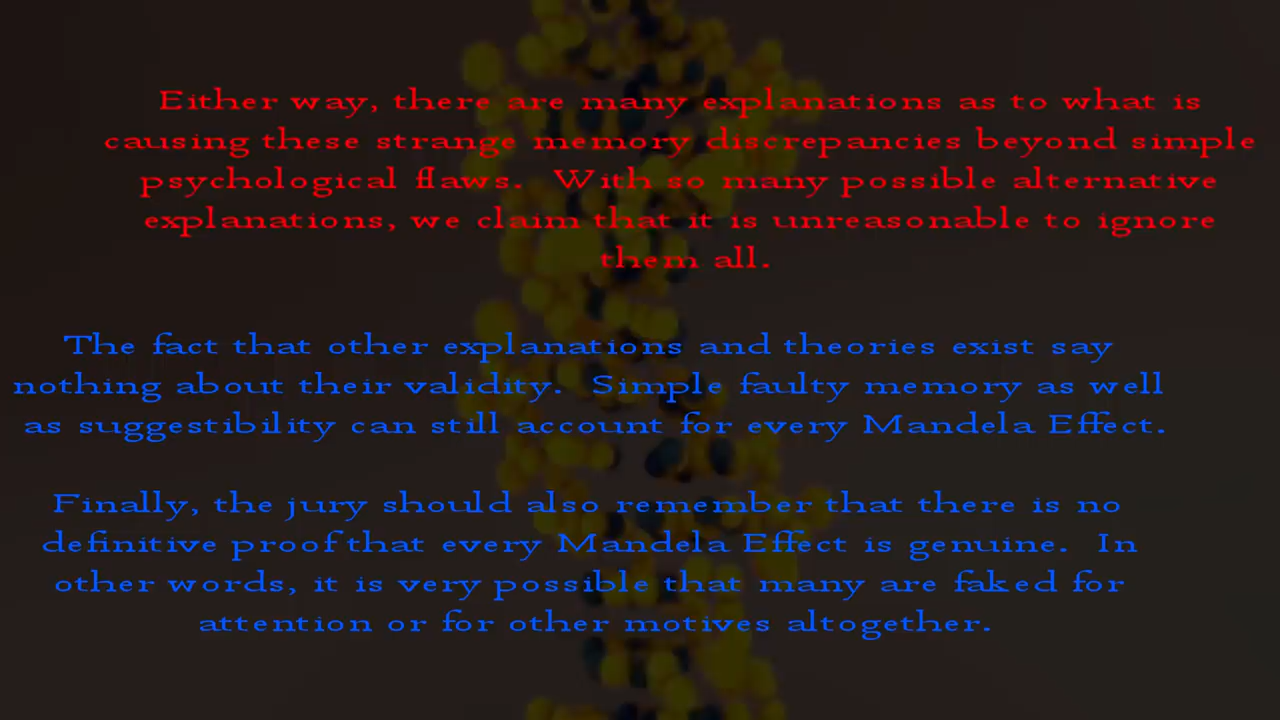 Either way, there are many explanations as to what is
causing these strange memory discrepancies beyond simple
psychological flaws.  With so many possible alternative
explanations, we claim that it is unreasonable to ignore
them all.
The fact that other explanations and theories exist say
nothing about their validity.  Simple faulty memory as well
as suggestibility can still account for every Mandela Effect.
Finally, the jury should also remember that there is no
definitive proof that every Mandela Effect is genuine.  In
other words, it is very possible that many are faked for
attention or for other motives altogether.